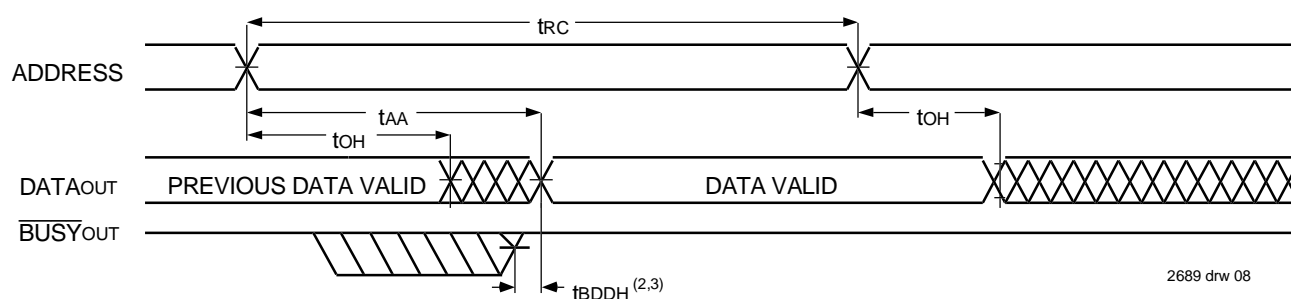 tRC
ADDRESS
tAA
tOH
tOH
DATAOUT
PREVIOUS DATA VALID
DATA VALID
BUSYOUT
tBDDH (2,3)
2689 drw 08